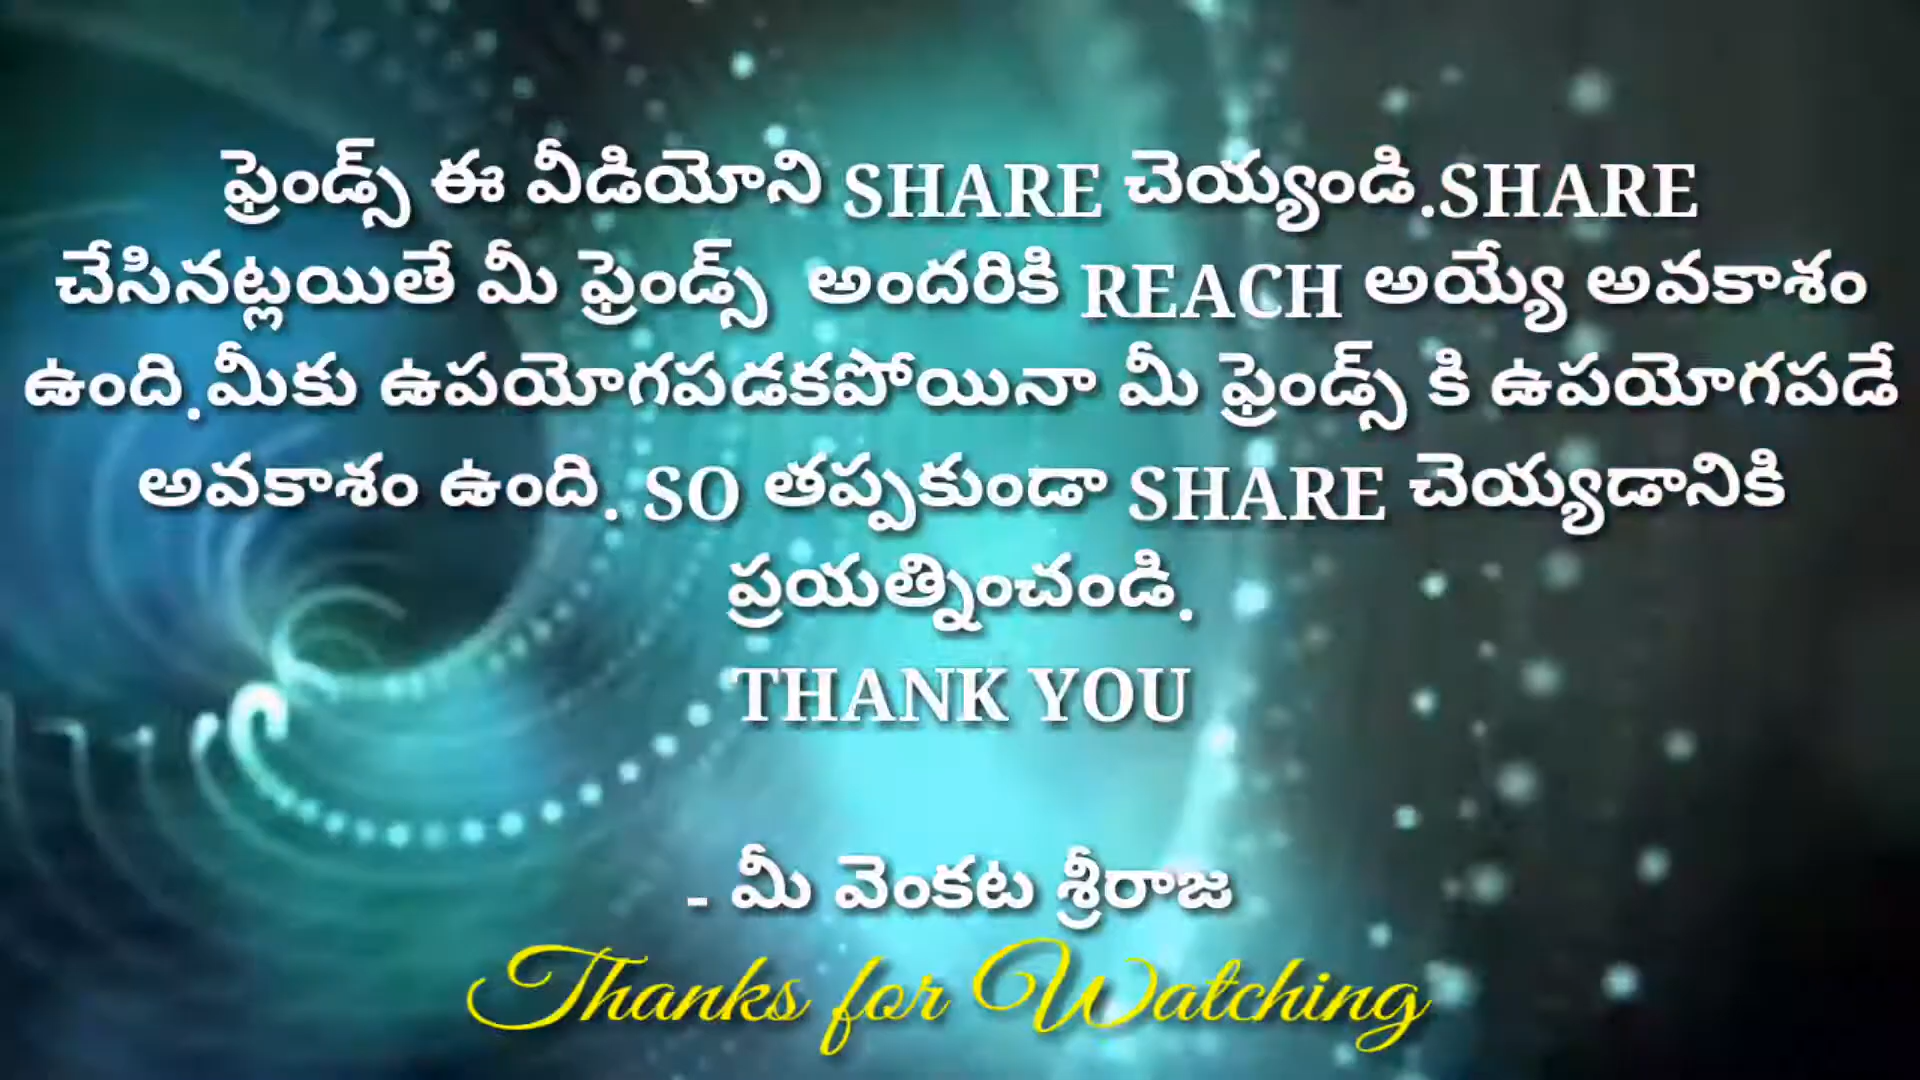 ఫ్రెండ్స్ ఈ వీడియోని SHARE చెయ్యండి.SHARE
చేసినట్లయితే మీ ఫ్రెండ్స్ అందరికి REACH అయ్యే అవకాశం
ఉంది.మీకు ఉపయోగపడకపోయినా మీ ఫ్రెండ్స్ కి ఉపయోగపడే
అవకాశం ఉంది. SO తప్పకుండా SHARE చెయ్యడానికి
ప్రయత్నించండి.
THANK YOU
- మీ వెంకట శ్రీరాజ
Thanks for Watching